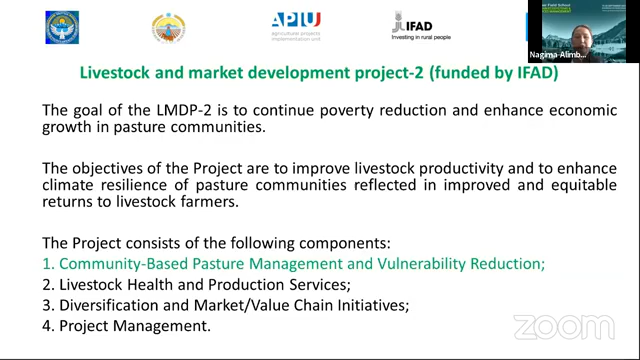 APIU
agricultural projects
implementation unit
IFAD
Investing in rural people
Nagima Alimb...
Livestock and market development project-2 (funded by IFAD)
The goal of the LMDP-2 is to continue poverty reduction and enhance economic
growth in pasture communities.
The objectives of the Project are to improve livestock productivity and to enhance
climate resilience of pasture communities reflected in improved and equitable
returns to livestock farmers.
The Project consists of the following components:
1. Community-Based Pasture Management and Vulnerability Reduction;
2. Livestock Health and Production Services;
3. Diversification and Market/Value Chain Initiatives;
4. Project Management.
zoom